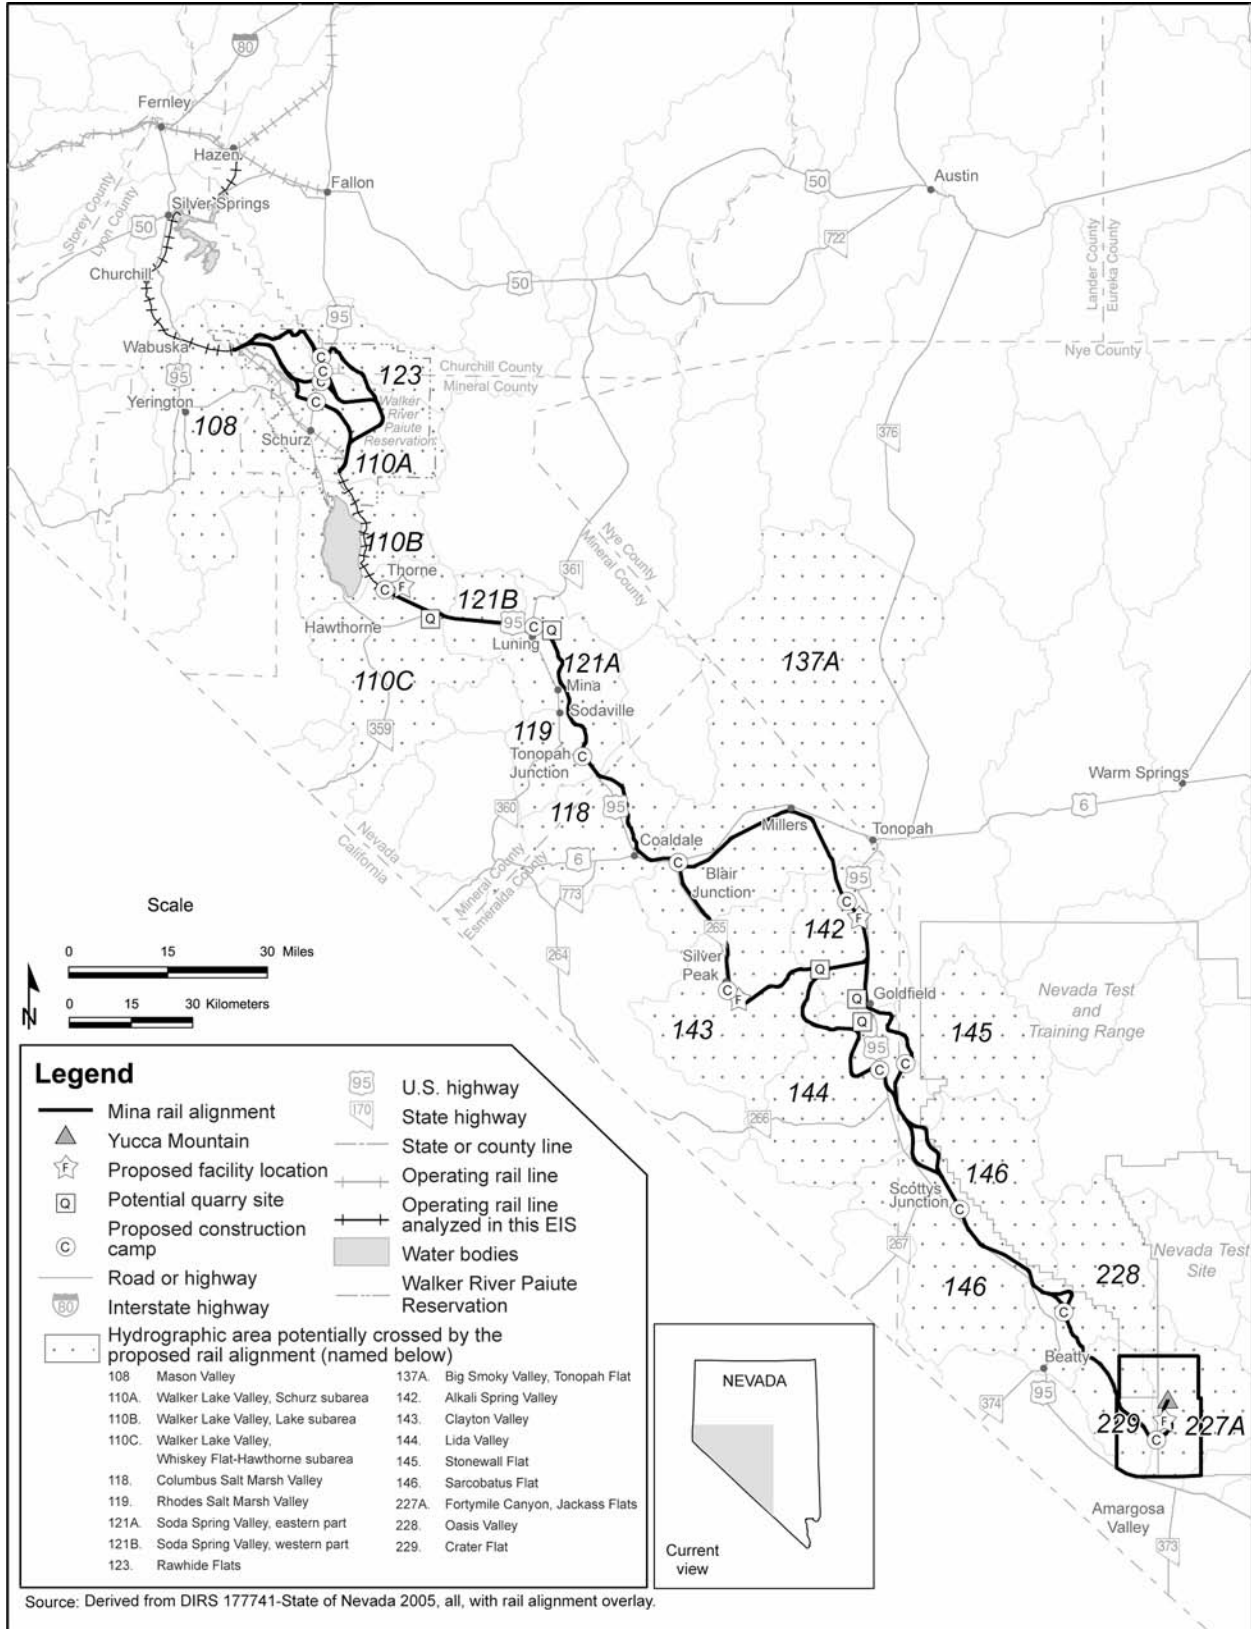 80
Fernley
Hazen
Fallon
Austin
50
Silver Springs
Storey County
Lyon County
50
722
Lander County
Eureka County
Churchill
50
95
Wabuska
Nye County
Churchill County
Mineral County
C
C
C
C
123
95
Yerington
Walker
River
Paiute
Reservation
108
Schurz
376
110A
110B
Nye County
Mineral County
Thorne
361
C
F
121B
Q
95
C
Q
Hawthorne
Luning
121A
137A
110C
Mina
Sodaville
359
119
Tonopah
Junction
C
Warm Springs
360
118
95
6
Millers
Tonopah
Nevada
California
Coaldale
6
C
Blair
Junction
95
Mineral County
Esmeralda County
773
C
F
Scale
265
142
0 15 30 Miles
264
Silver
Peak
Q
C
F
Nevada Test
and
Training Range
0 15 30 Kilometers
Q
Goldfield
N
143
Q
145
95
C
C
144
266
146
Scottys
Junction
C
267
Nevada Test
Site
146
228
C
Beatty
95
374
229
F
227A
C
Amargosa
Valley
373
Legend
Mina rail alignment
Yucca Mountain
F Proposed facility location
Q Potential quarry site
C Proposed construction
camp
Road or highway
80 Interstate highway
95 U.S. highway
170 State highway
State or county line
Operating rail line
Operating rail line
analyzed in this EIS
Water bodies
Walker River Paiute
Reservation
Hydrographic area potentially crossed by the
proposed rail alignment (named below)
108 Mason Valley
110A. Walker Lake Valley, Schurz subarea
110B. Walker Lake Valley, Lake subarea
110C. Walker Lake Valley,
Whiskey Flat-Hawthorne subarea
118. Columbus Salt Marsh Valley
119. Rhodes Salt Marsh Valley
121A. Soda Spring Valley, eastern part
121B. Soda Spring Valley, western part
123. Rawhide Flats
137A. Big Smoky Valley, Tonopah Flat
142. Alkali Spring Valley
143. Clayton Valley
144. Lida Valley
145. Stonewall Flat
146. Sarcobatus Flat
227A. Fortymile Canyon, Jackass Flats
228. Oasis Valley
229. Crater Flat
NEVADA
Current
view
Source: Derived from DIRS 177741-State of Nevada 2005, all, with rail alignment overlay.